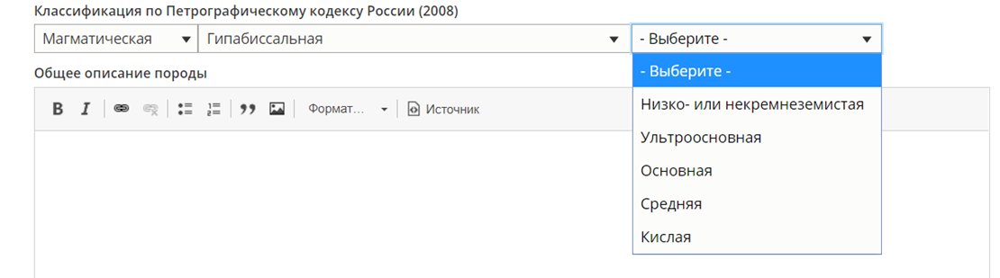 Классификация по Петрографическому кодексу России (2008)
Магматическая Гипабиссальная - Выберите -
- Выберите -
Низко- или некремнеземистая
Ультроосновная
Основная
Средняя
Кислая
Общее описание породы
B I Формат... Источник